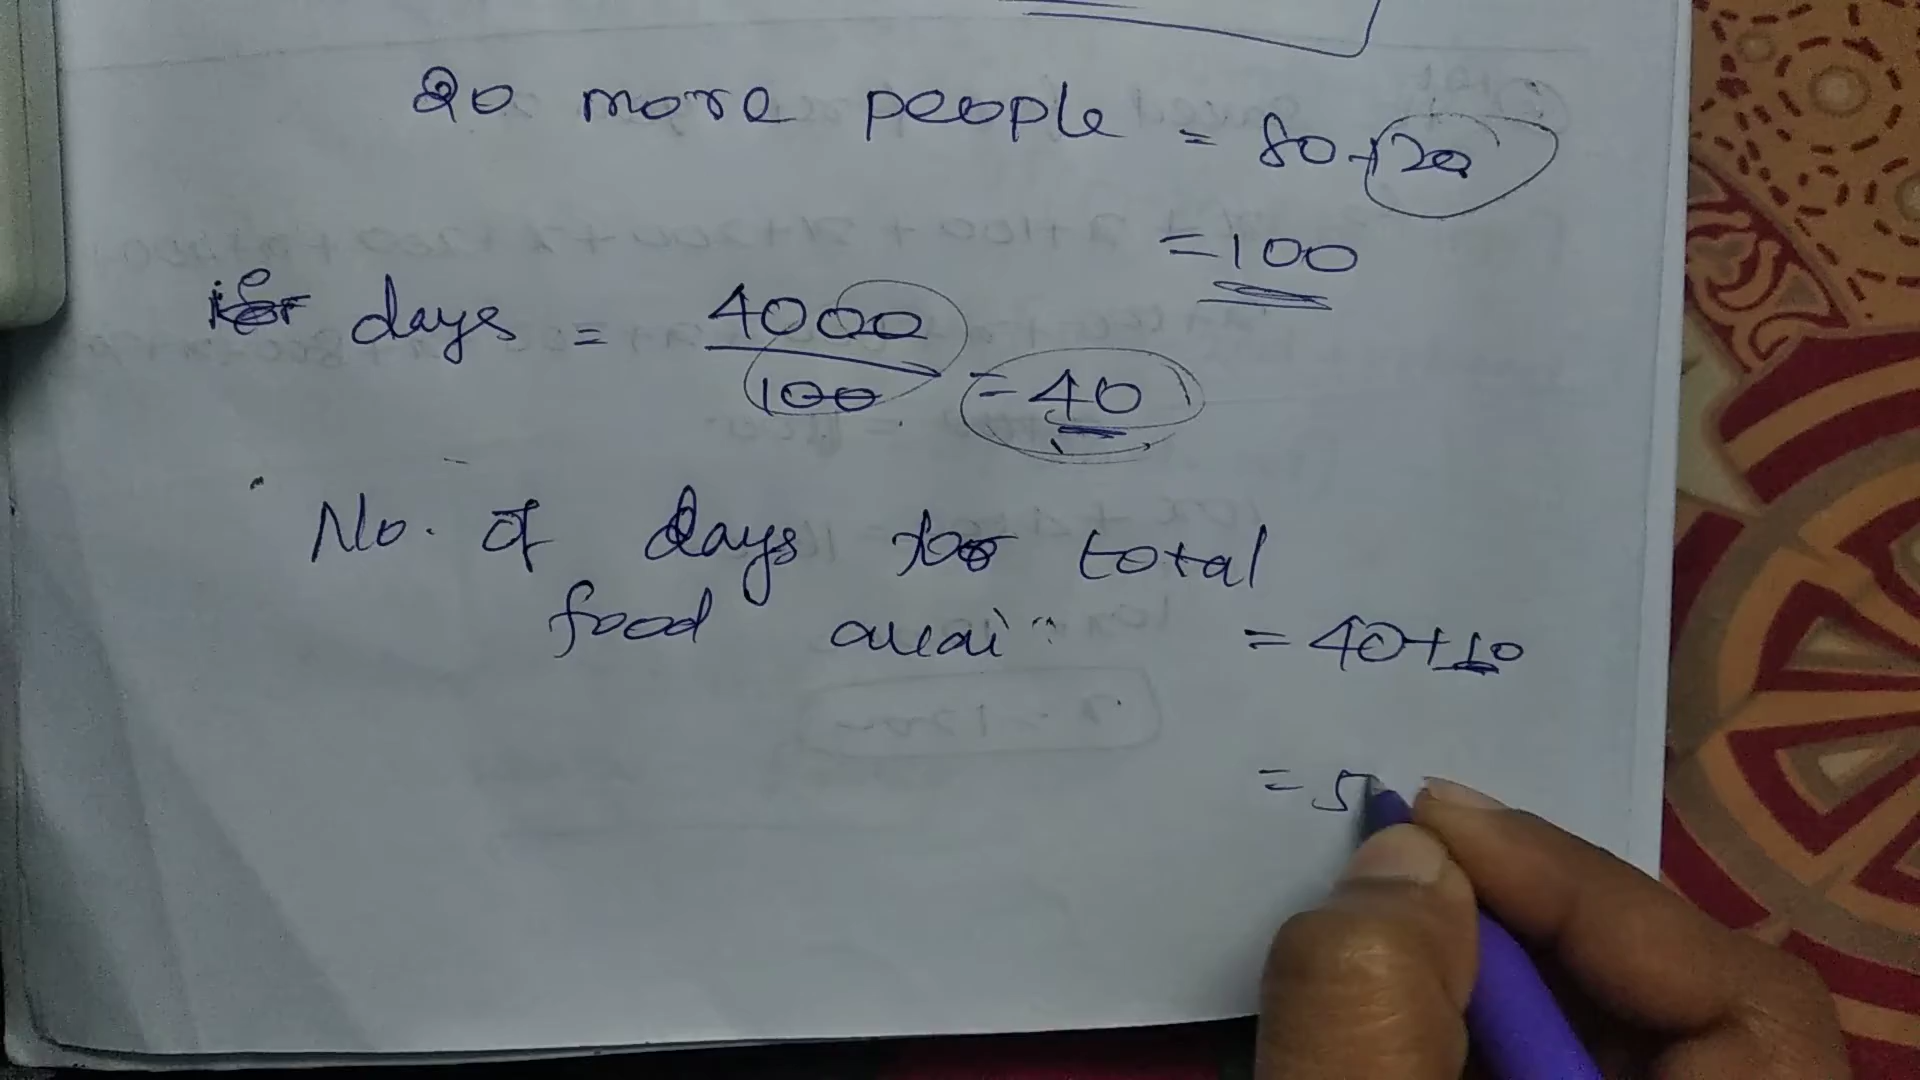 20 more people = 80+20
= 100
days = 4000 / 100 = 40
No. of days total
food avai = 40+10
= 5